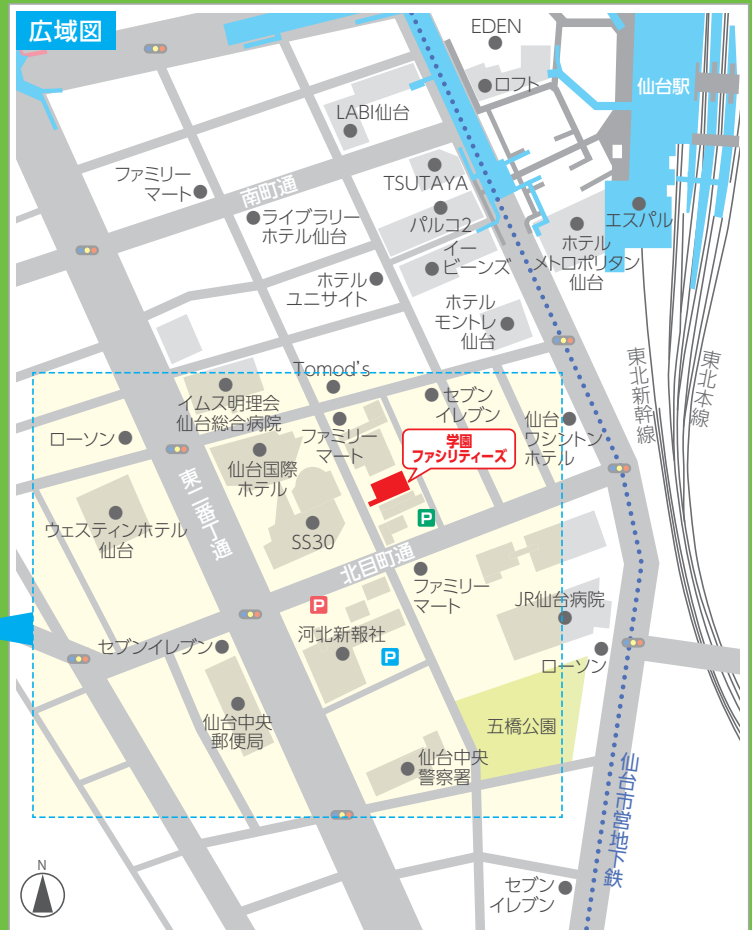 広域図
EDEN
ロフト
仙台駅
LABI仙台
ファミリー
マート
南町通
TSUTAYA
ライブラリー
ホテル仙台
パルコ2
イー
ビーンズ
エスパル
ホテル
メトロポリタン
仙台
ホテル
ユニサイト
ホテル
モントレ
仙台
東北新幹線
東北本線
Tomod's
イムス明理会
仙台総合病院
セブン
イレブン
ローソン
ファミリー
マート
仙台
ワシントン
ホテル
学園
ファシリティーズ
仙台国際
ホテル
東二番丁通
ウェスティンホテル
仙台
SS30
P
北目町通
ファミリー
マート
JR仙台病院
P
河北新報社
P
セブンイレブン
ローソン
仙台中央
郵便局
五橋公園
仙台中央
警察署
仙台市営地下鉄
N
セブン
イレブン